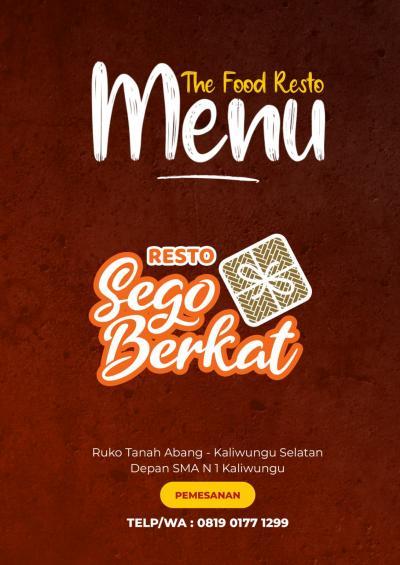 The Food Resto
Menu
RESTO
Sego
Berkat
Ruko Tanah Abang - Kaliwungu Selatan
Depan SMA N 1 Kaliwungu
PEMESANAN
TELP/WA : 0819 0177 1299